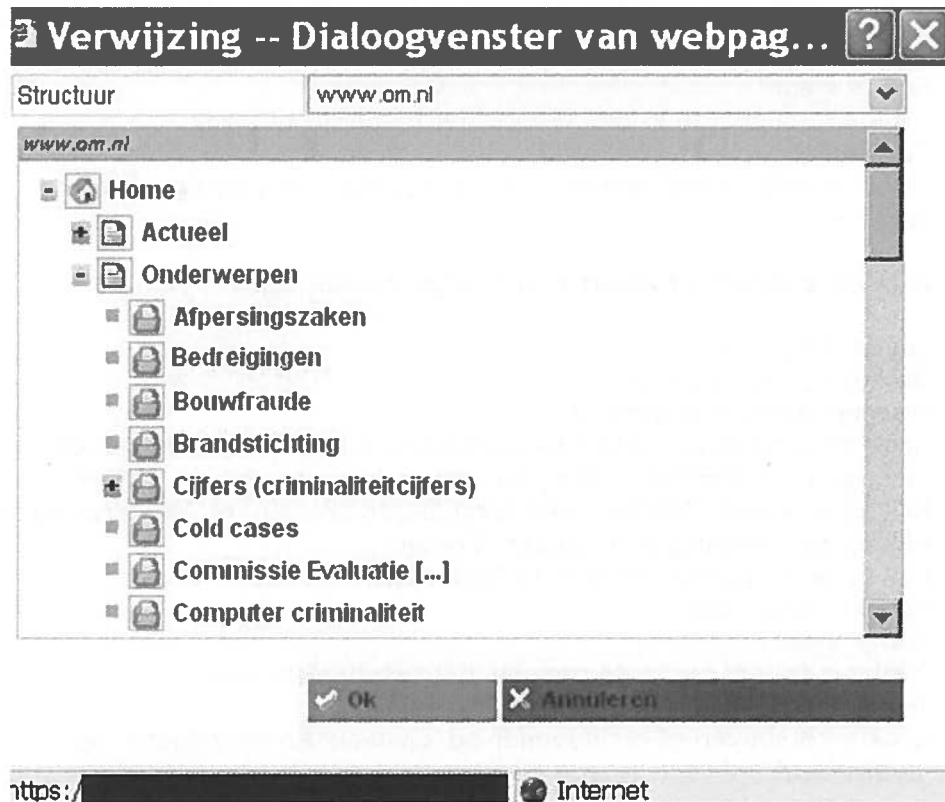 Verwijzing -- Dialoogvenster van webpag...
Structuur www.om.nl
www.om.nl
Home
Actueel
Onderwerpen
Afpersingszaken
Bedreigingen
Bouwfraude
Brandstichting
Cijfers (criminaliteitcijfers)
Cold cases
Commissie Evaluatie [...]
Computer criminaliteit
Ok Annuleren
https:/ Internet